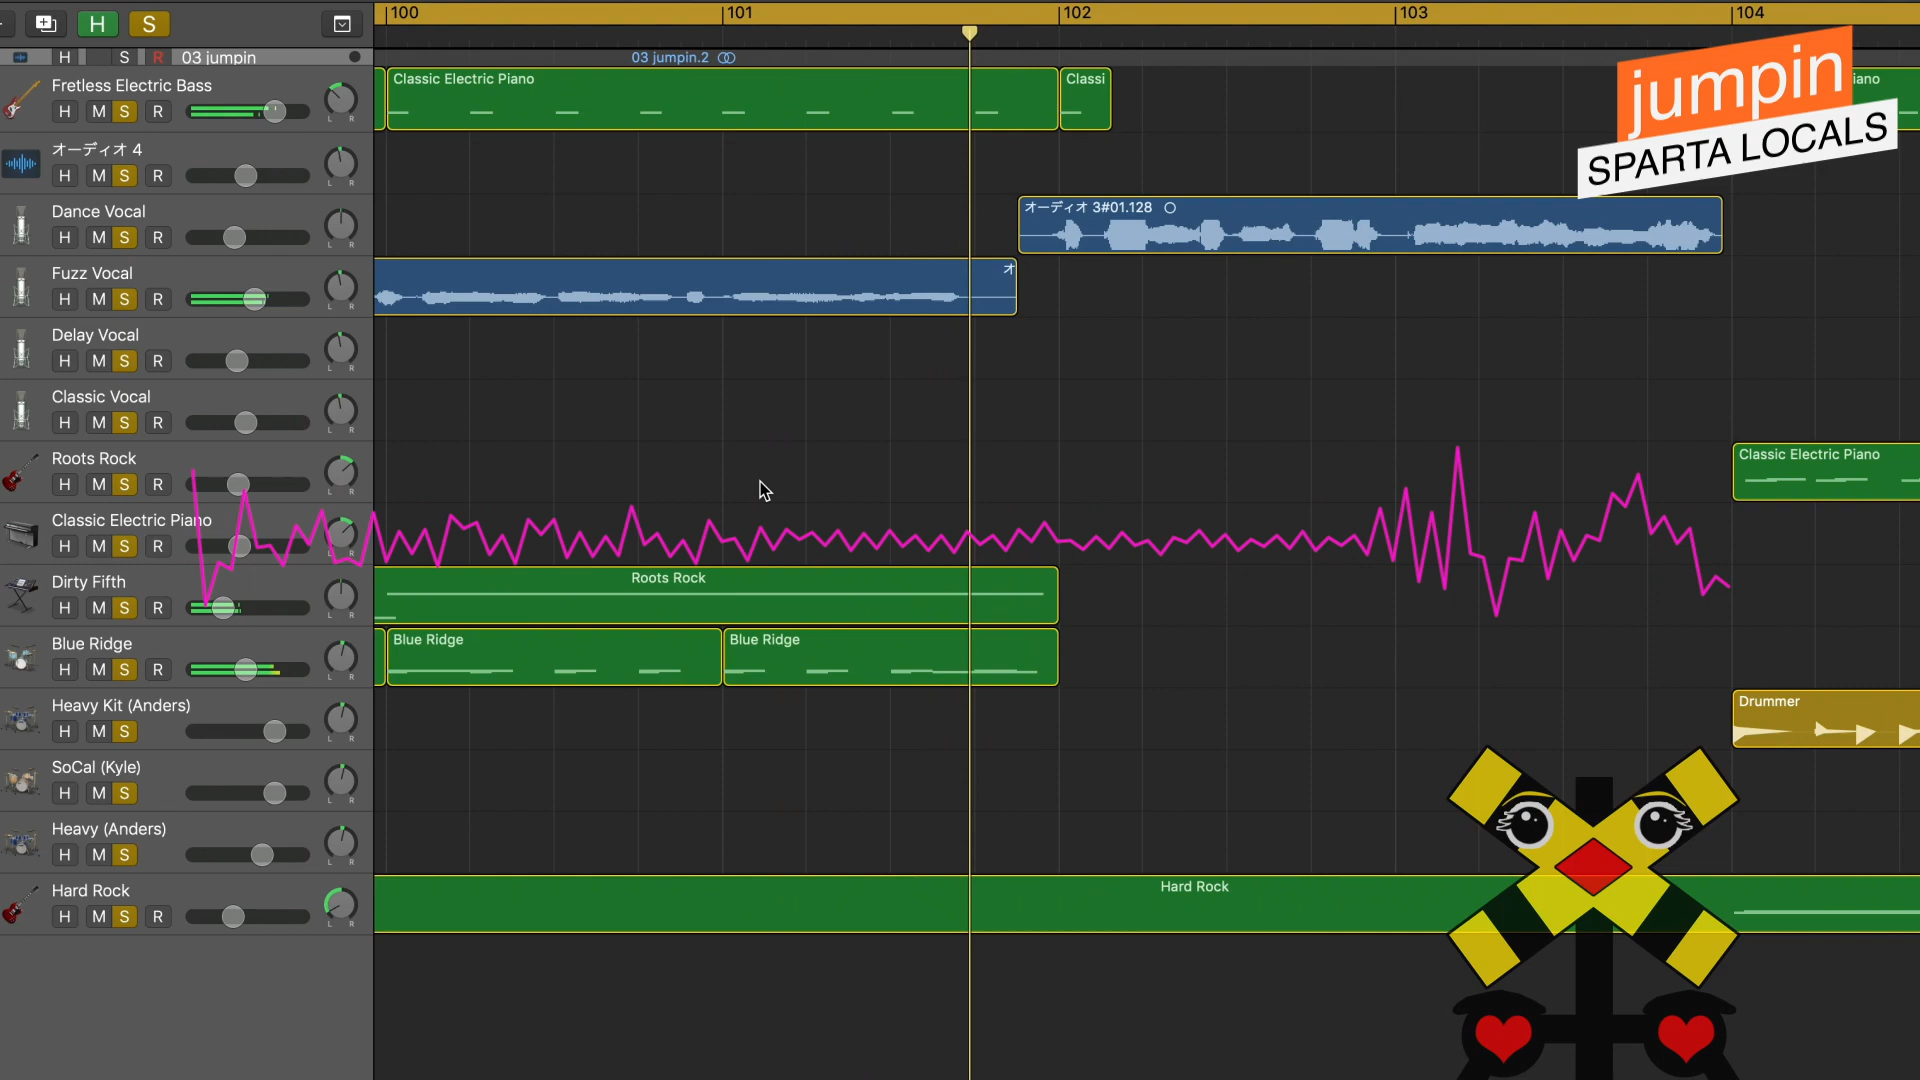 100
101
102
103
104
H
S
H S R 03 jumpin
03 jumpin.2
jumpin
SPARTA LOCALS
Fretless Electric Bass
H M S R
L R
Classic Electric Piano
Classi
iano
オーディオ 4
H M S R
L R
Dance Vocal
H M S R
L R
オーディオ 3#01.128
Fuzz Vocal
H M S R
L R
オ
Delay Vocal
H M S R
L R
Classic Vocal
H M S R
L R
Roots Rock
H M S R
L R
Classic Electric Piano
Classic Electric Piano
H M S R
L R
Dirty Fifth
H M S R
L R
Roots Rock
Blue Ridge
H M S R
L R
Blue Ridge
Blue Ridge
Heavy Kit (Anders)
H M S
L R
Drummer
SoCal (Kyle)
H M S
L R
Heavy (Anders)
H M S
L R
Hard Rock
H M S R
L R
Hard Rock